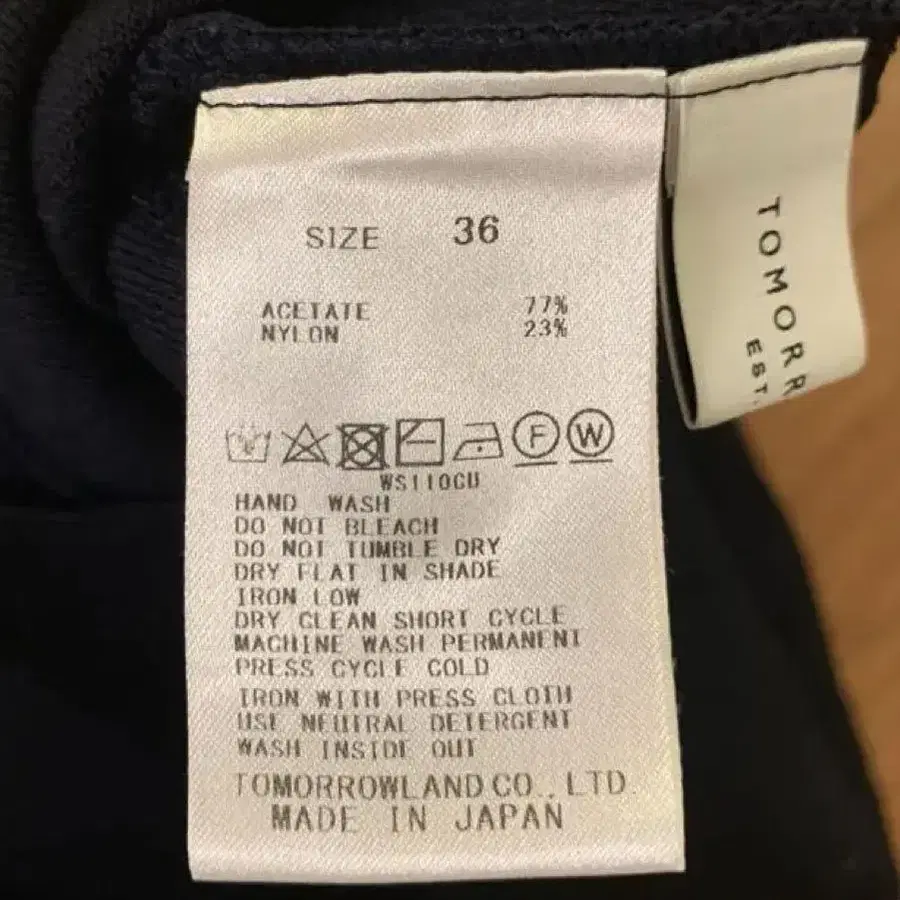 SIZE 36
ACETATE 77%
NYLON 23%
F W
WS110CU
HAND WASH
DO NOT BLEACH
DO NOT TUMBLE DRY
DRY FLAT IN SHADE
IRON LOW
DRY CLEAN SHORT CYCLE
MACHINE WASH PERMANENT
PRESS CYCLE COLD
IRON WITH PRESS CLOTH
USE NEUTRAL DETERGENT
WASH INSIDE OUT
TOMORROWLAND CO., LTD.
MADE IN JAPAN
TOMORR
EST.